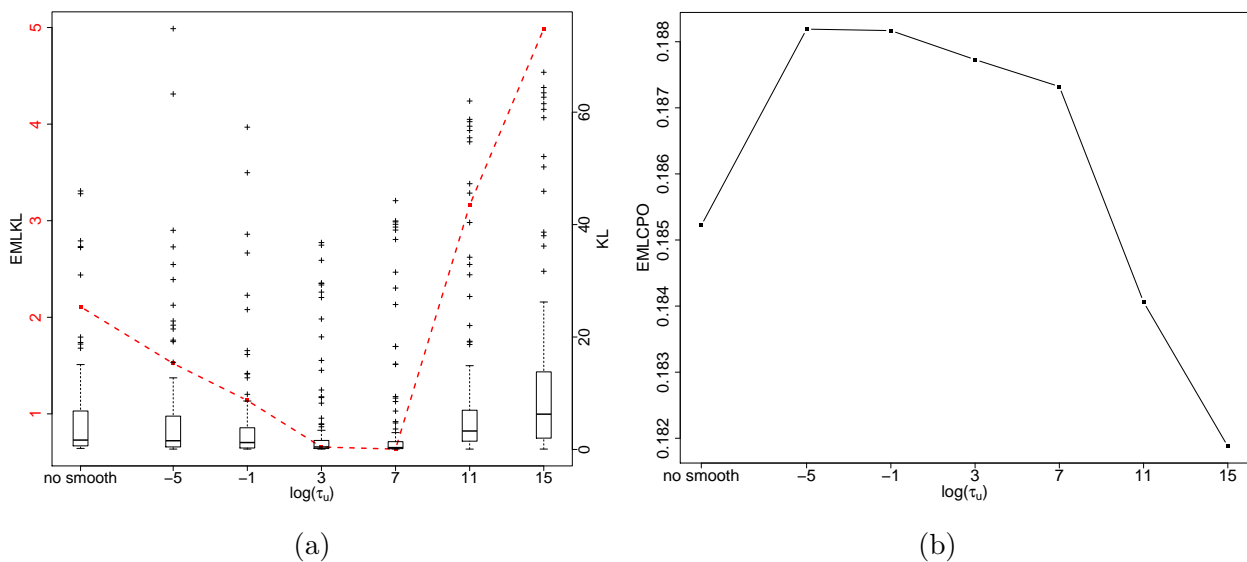 5
4
3
2
1
EMLKL
60
40
20
0
KL
no smooth −5 −1 3 7 11 15
log(τu)
(a)
0.188
0.187
0.186
0.185
0.184
0.183
0.182
EMLCPO
no smooth −5 −1 3 7 11 15
log(τu)
(b)